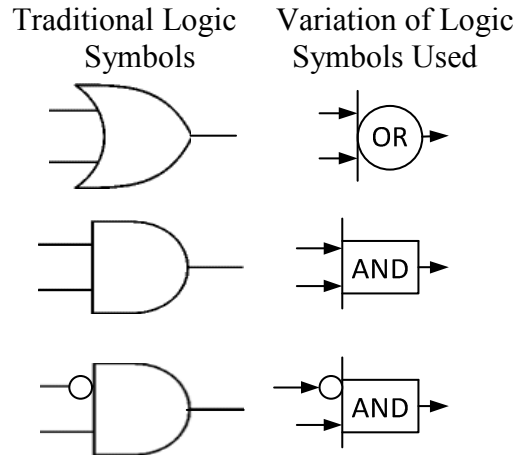 Traditional Logic Symbols
Variation of Logic Symbols Used
OR
AND
AND